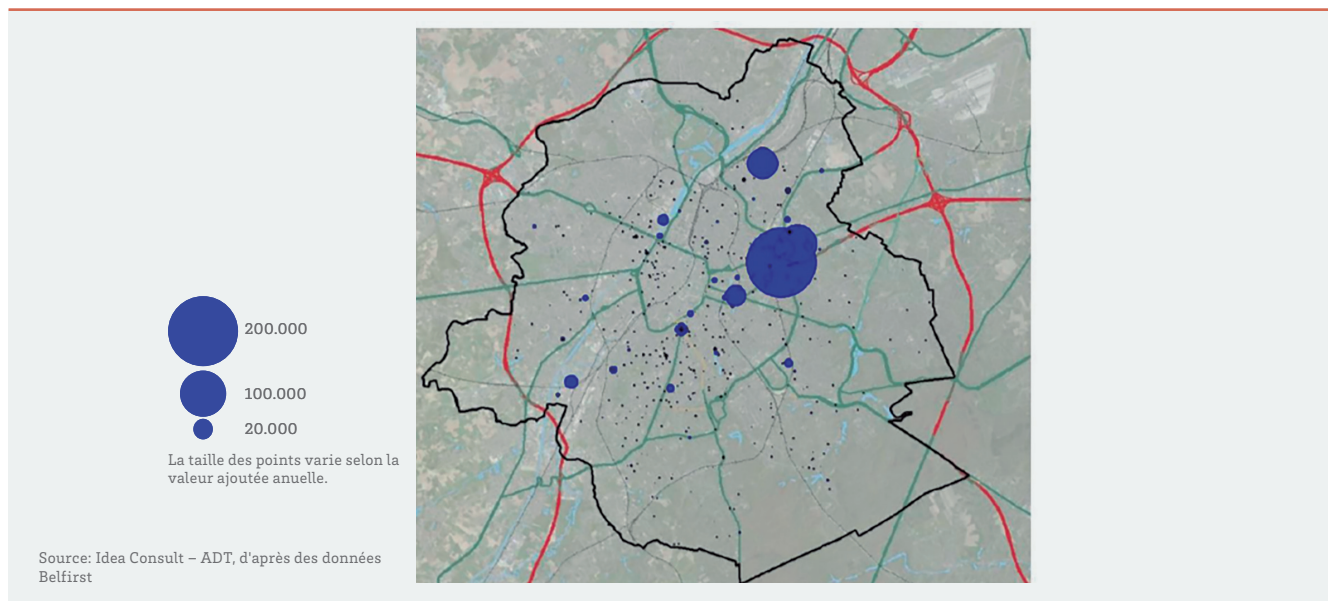 200.000
100.000
20.000
La taille des points varie selon la
valeur ajoutée anuelle.
Source: Idea Consult – ADT, d'après des données
Belfirst